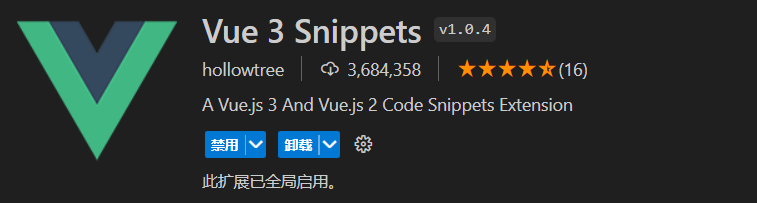 Vue 3 Snippets v1.0.4
hollowtree 3,684,358 (16)
A Vue.js 3 And Vue.js 2 Code Snippets Extension
禁用 卸载
此扩展已全局启用。